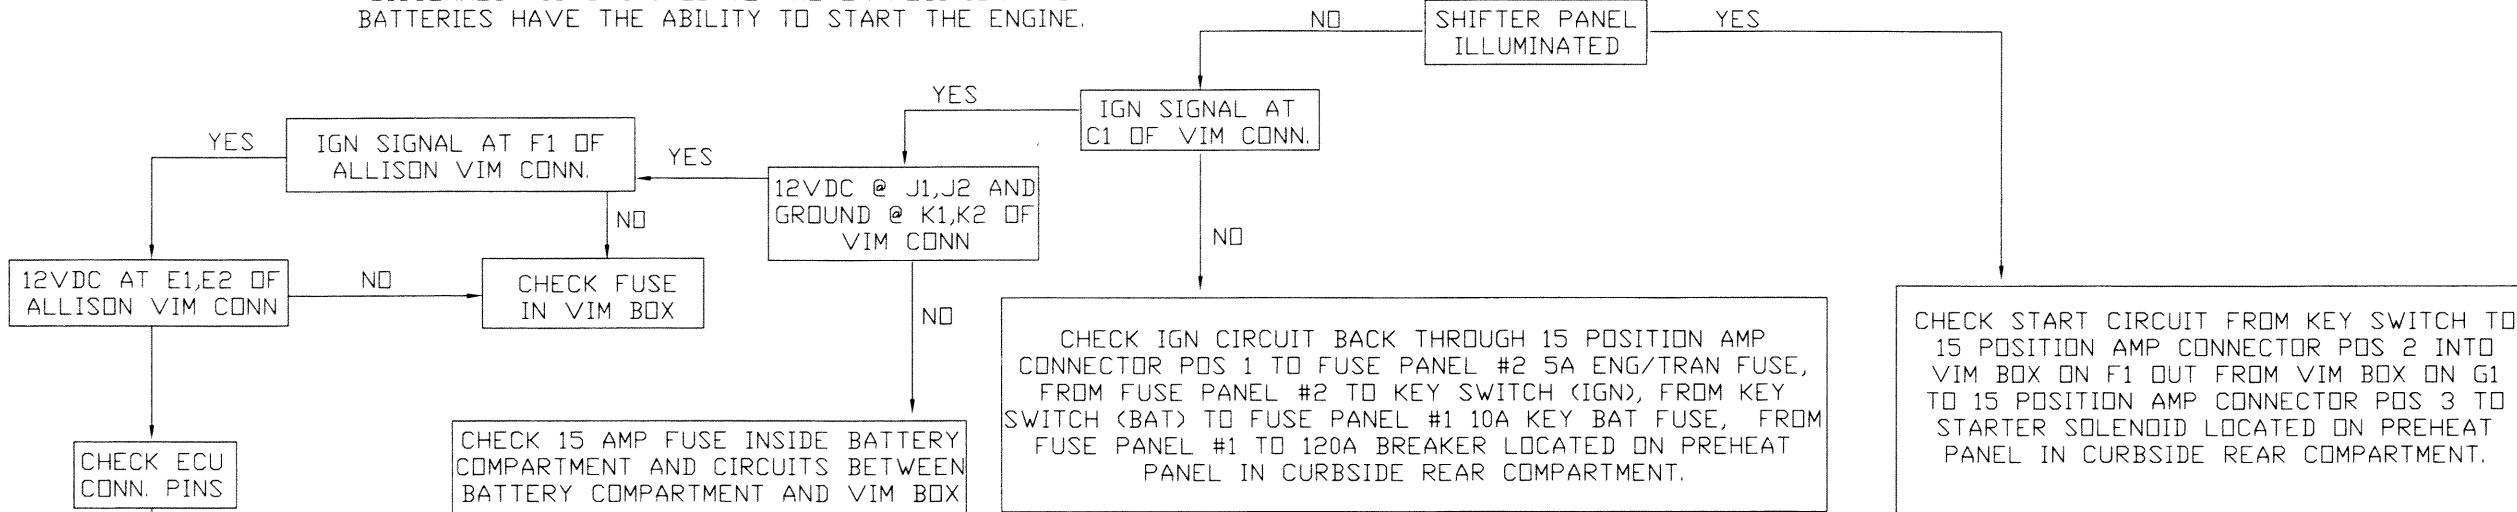 BATTERIES HAVE THE ABILITY TO START THE ENGINE.
NO
SHIFTER PANEL
ILLUMINATED
YES
YES
IGN SIGNAL AT
C1 OF VIM CONN.
YES
IGN SIGNAL AT F1 OF
ALLISON VIM CONN.
YES
12VDC @ J1,J2 AND
GROUND @ K1,K2 OF
VIM CONN
NO
NO
12VDC AT E1,E2 OF
ALLISON VIM CONN
NO
CHECK FUSE
IN VIM BOX
NO
CHECK IGN CIRCUIT BACK THROUGH 15 POSITION AMP
CONNECTOR POS 1 TO FUSE PANEL #2 5A ENG/TRAN FUSE,
FROM FUSE PANEL #2 TO KEY SWITCH (IGN), FROM KEY
SWITCH (BAT) TO FUSE PANEL #1 10A KEY BAT FUSE, FROM
FUSE PANEL #1 TO 120A BREAKER LOCATED ON PREHEAT
PANEL IN CURBSIDE REAR COMPARTMENT.
CHECK START CIRCUIT FROM KEY SWITCH TO
15 POSITION AMP CONNECTOR POS 2 INTO
VIM BOX ON F1 OUT FROM VIM BOX ON G1
TO 15 POSITION AMP CONNECTOR POS 3 TO
STARTER SOLENOID LOCATED ON PREHEAT
PANEL IN CURBSIDE REAR COMPARTMENT.
CHECK ECU
CONN. PINS
CHECK 15 AMP FUSE INSIDE BATTERY
COMPARTMENT AND CIRCUITS BETWEEN
BATTERY COMPARTMENT AND VIM BOX